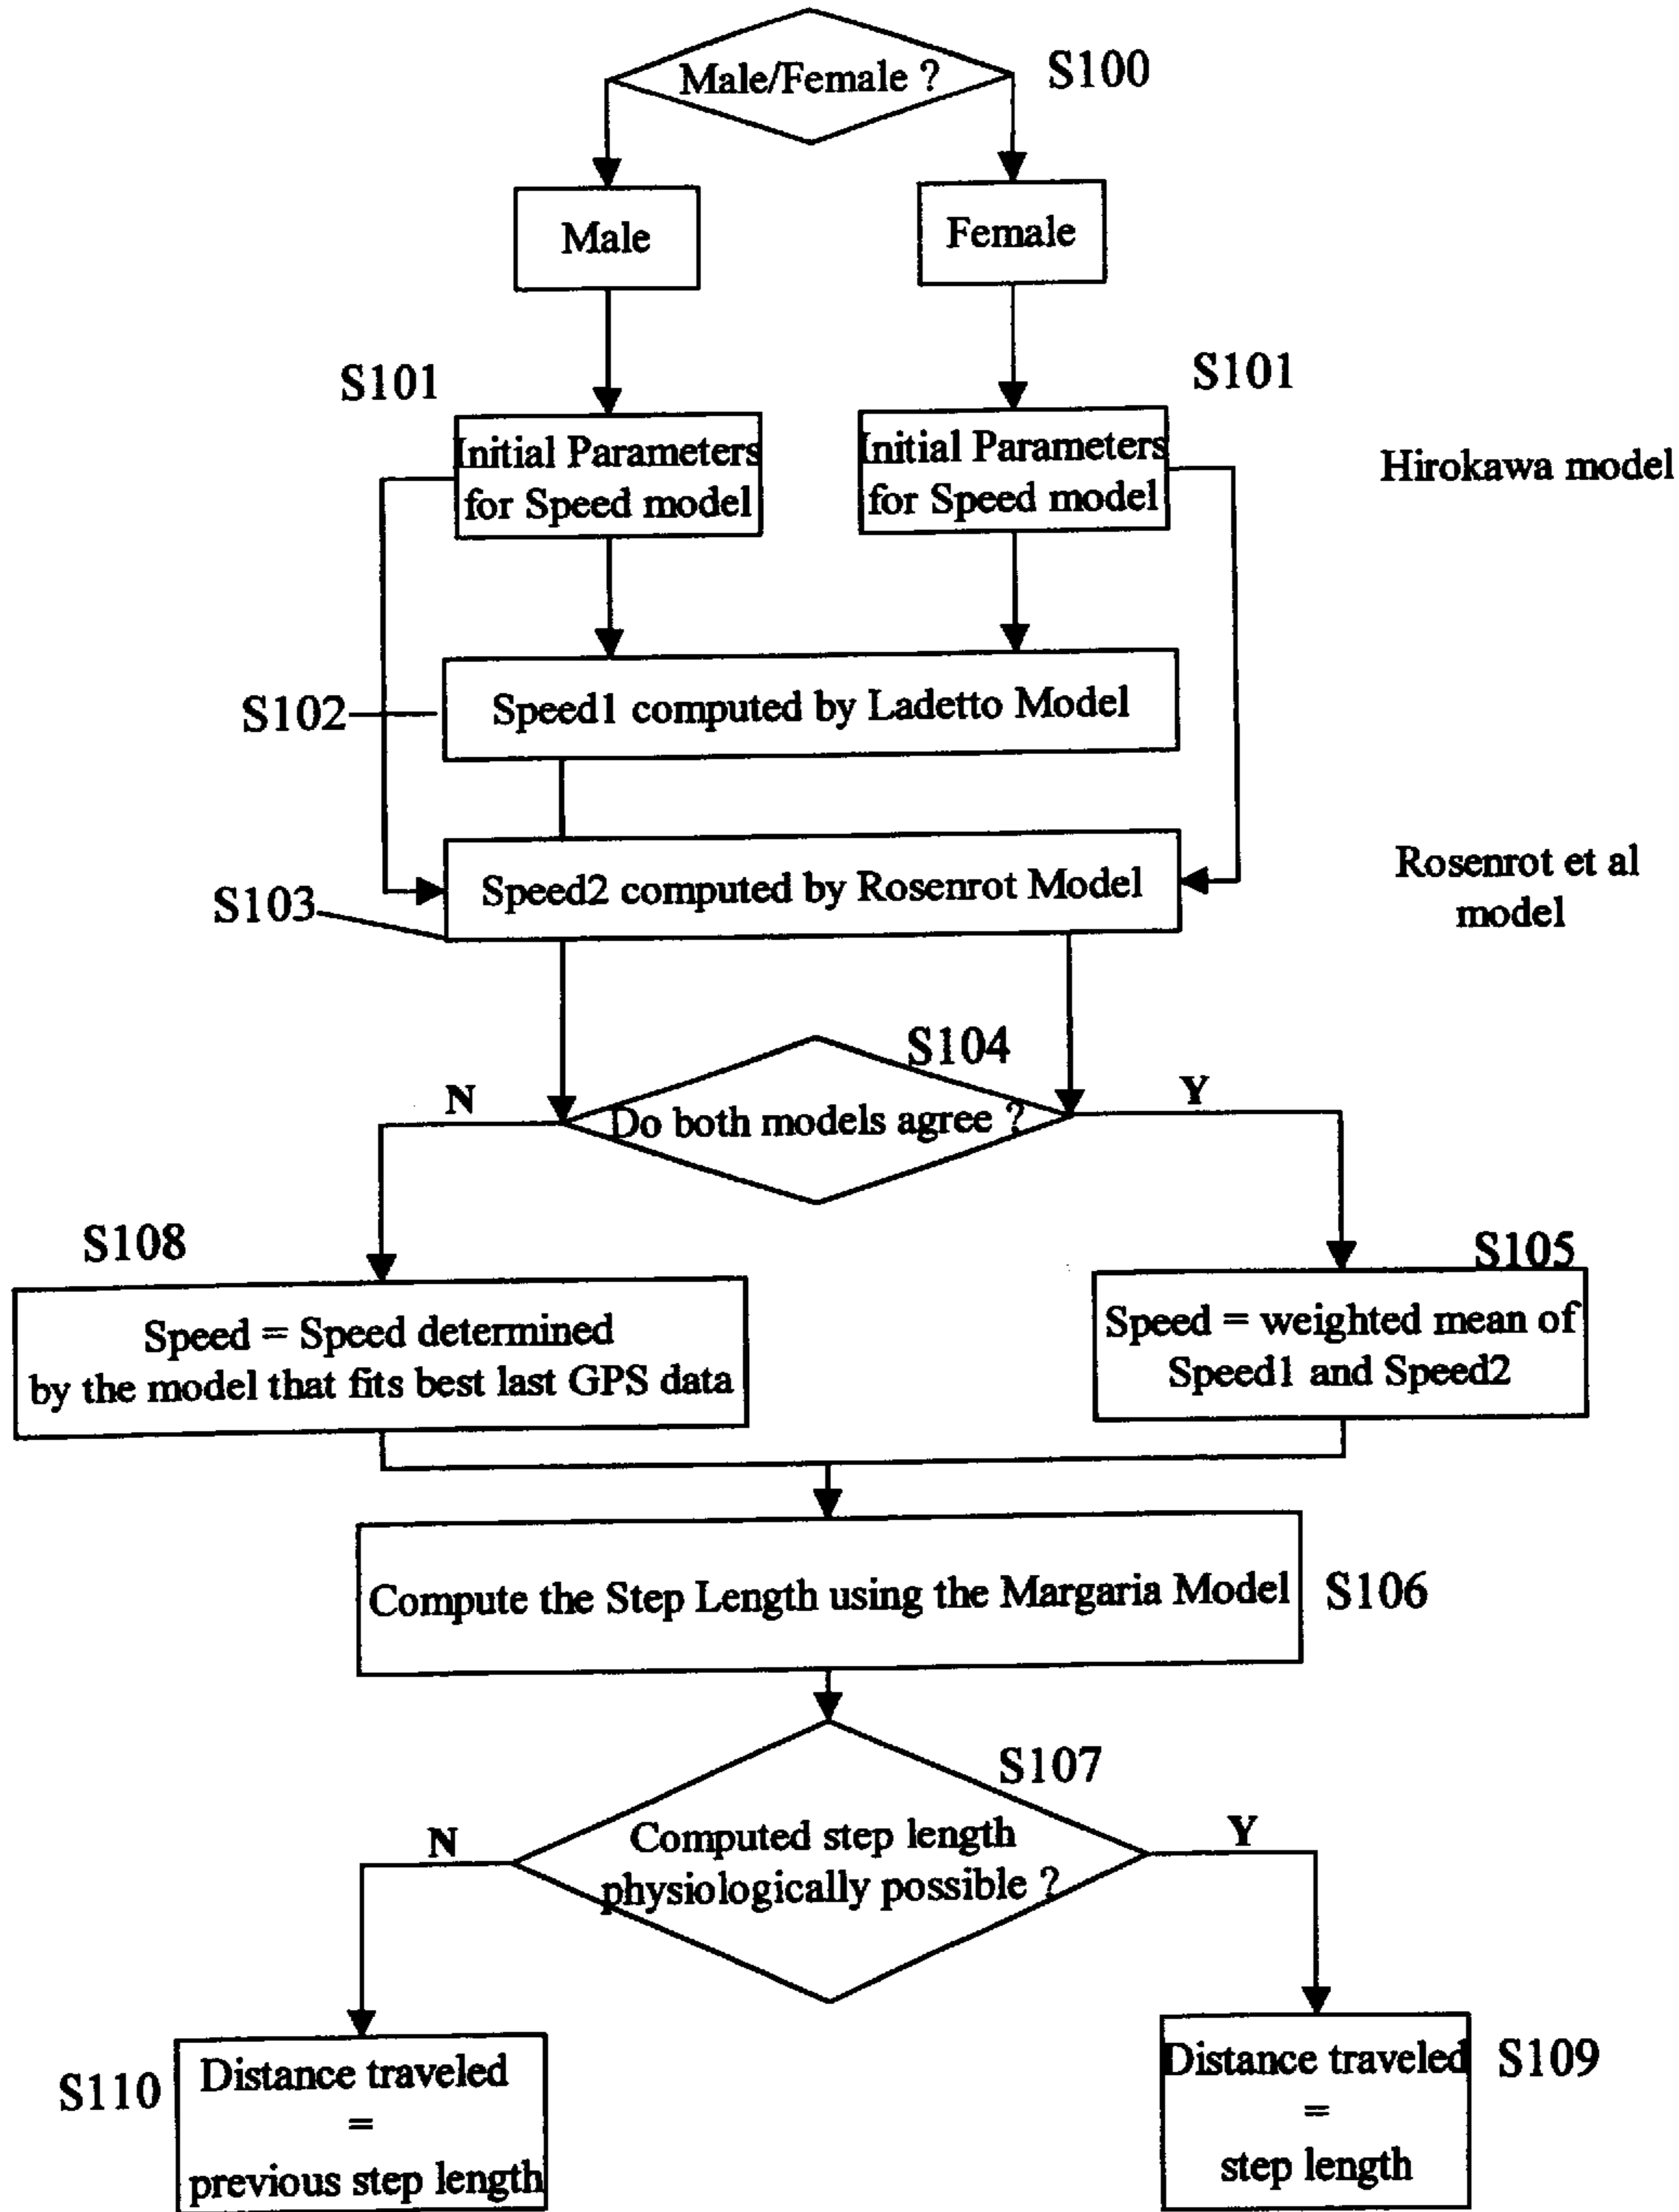 Male/Female ?
S100
Male
Female
S101
S101
Initial Parameters
for Speed model
Initial Parameters
for Speed model
Hirokawa model
S102
Speed1 computed by Ladetto Model
Speed2 computed by Rosenrot Model
S103
Rosenrot et al
model
S104
N
Do both models agree ?
Y
S108
S105
Speed = Speed determined
by the model that fits best last GPS data
Speed = weighted mean of
Speed1 and Speed2
Compute the Step Length using the Margaria Model
S106
S107
N
Computed step length
physiologically possible ?
Y
S110
Distance traveled
=
previous step length
Distance traveled
=
step length
S109